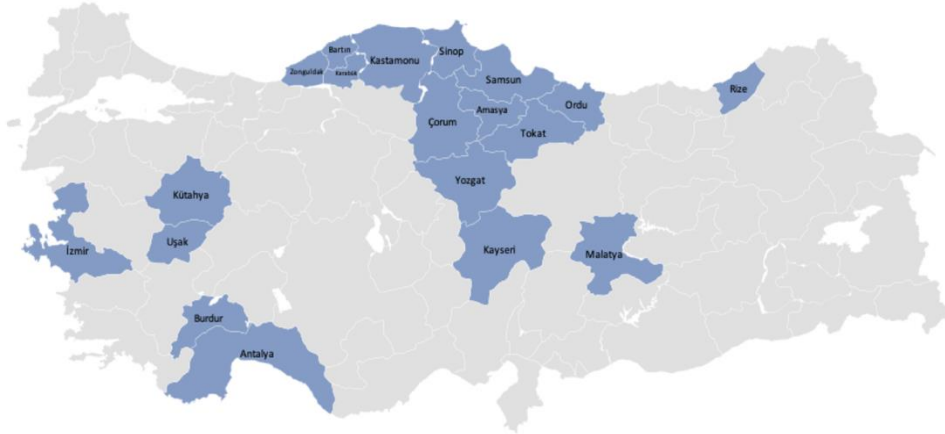 Bartın
Zonguldak
Karabük
Kastamonu
Sinop
Samsun
Amasya
Ordu
Çorum
Tokat
Rize
Yozgat
Kütahya
Uşak
İzmir
Kayseri
Malatya
Burdur
Antalya